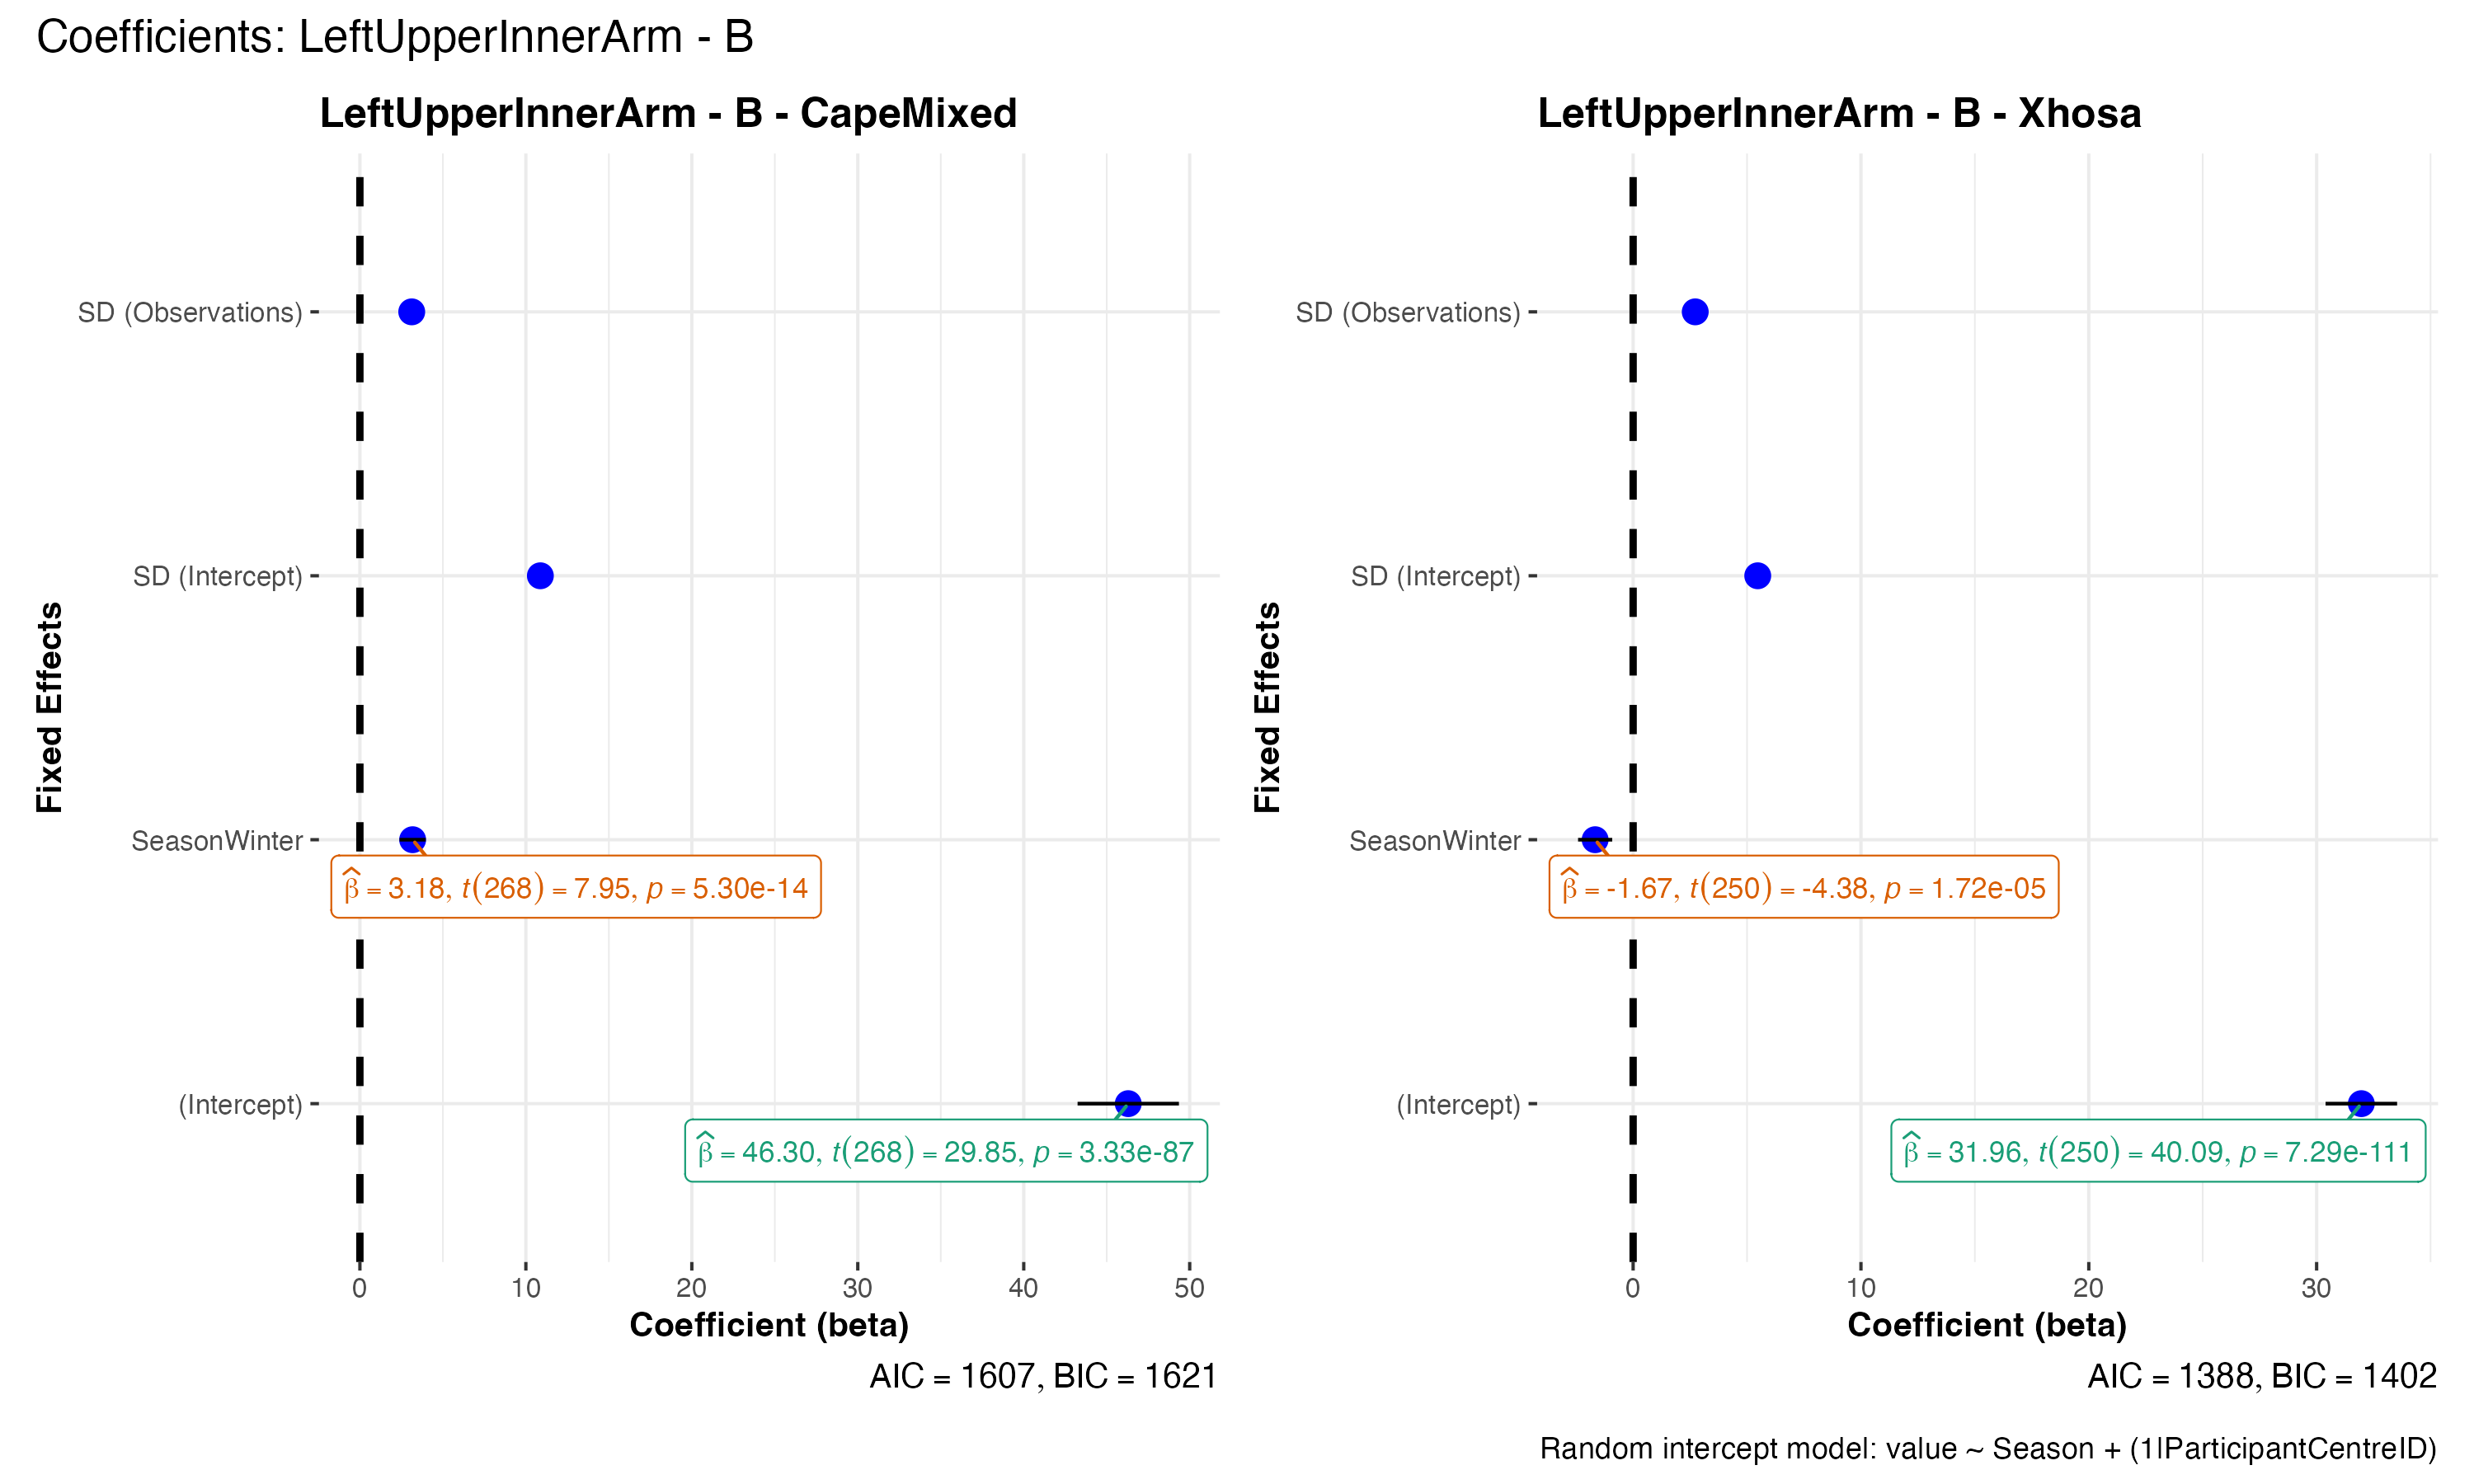 Coefficients: LeftUpperInnerArm - B
LeftUpperInnerArm - B - CapeMixed
Fixed Effects
SD (Observations)
SD (Intercept)
SeasonWinter
β̂ = 3.18, t(268) = 7.95, p = 5.30e-14
(Intercept)
β̂ = 46.30, t(268) = 29.85, p = 3.33e-87
0 10 20 30 40 50
Coefficient (beta)
AIC = 1607, BIC = 1621
LeftUpperInnerArm - B - Xhosa
Fixed Effects
SD (Observations)
SD (Intercept)
SeasonWinter
β̂ = -1.67, t(250) = -4.38, p = 1.72e-05
(Intercept)
β̂ = 31.96, t(250) = 40.09, p = 7.29e-111
0 10 20 30
Coefficient (beta)
AIC = 1388, BIC = 1402
Random intercept model: value ~ Season + (1|ParticipantCentreID)